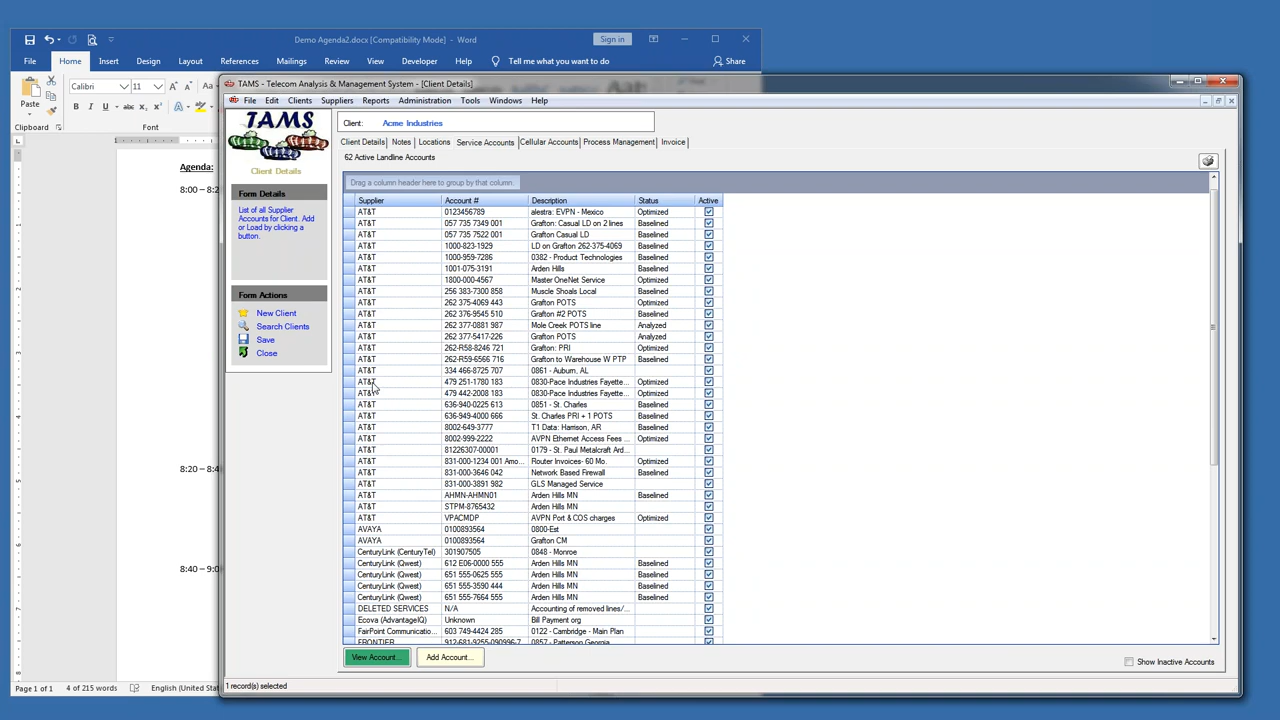 Demo Agenda2.docx [Compatibility Mode] - Word
Sign in
File Home Insert Design Layout References Mailings Review View Developer Help Tell me what you want to do Share
Paste
Calibri 11
Clipboard
Font
Agenda:
8:00 – 8:2
8:20 – 8:4
8:40 – 9:0
Page 1 of 1 4 of 215 words English (United Stat
TAMS - Telecom Analysis & Management System - [Client Details]
File Edit Clients Suppliers Reports Administration Tools Windows Help
TAMS
Client Details
Form Details
List of all Supplier
Accounts for Client. Add
or Load by clicking a
button.
Form Actions
New Client
Search Clients
Save
Close
Client: Acme Industries
Client Details Notes Locations Service Accounts Cellular Accounts Process Management Invoice
62 Active Landline Accounts
Drag a column header here to group by that column.
Supplier Account # Description Status Active
AT&T 0123456789 alestra: EVPN - Mexico Optimized
AT&T 057 735 7349 001 Grafton: Casual LD on 2 lines Baselined
AT&T 057 735 7522 001 Grafton Casual LD Baselined
AT&T 1000-823-1929 LD on Grafton 262-375-4069 Baselined
AT&T 1000-959-7286 0382 - Product Technologies Baselined
AT&T 1001-075-3191 Arden Hills Baselined
AT&T 1800-000-4567 Master OneNet Service Optimized
AT&T 256 383-7300 858 Muscle Shoals Local Baselined
AT&T 262 375-4069 443 Grafton POTS Optimized
AT&T 262 376-9545 510 Grafton #2 POTS Baselined
AT&T 262 377-0881 987 Mole Creek POTS line Analyzed
AT&T 262 377-5417-226 Grafton POTS Analyzed
AT&T 262-R58-8246 721 Grafton: PRI Optimized
AT&T 262-R59-6566 716 Grafton to Warehouse W PTP Baselined
AT&T 334 466-8725 707 0861 - Auburn, AL
AT&T 479 251-1780 183 0830-Pace Industries Fayette... Optimized
AT&T 479 442-2008 183 0830-Pace Industries Fayette... Optimized
AT&T 636-940-0225 613 0851 - St. Charles Baselined
AT&T 636-949-4000 666 St. Charles PRI + 1 POTS Baselined
AT&T 8002-649-3777 T1 Data: Harrison, AR Baselined
AT&T 8002-999-2222 AVPN Ethernet Access Fees ... Optimized
AT&T 81226307-00001 0179 - St. Paul Metalcraft Ard...
AT&T 831-000-1234 001 Amo... Router Invoices- 60 Mo. Optimized
AT&T 831-000-3646 042 Network Based Firewall Baselined
AT&T 831-000-3891 982 GLS Managed Service
AT&T AHMN-AHMN01 Arden Hills MN Baselined
AT&T STPM-8765432 Arden Hills MN
AT&T VPACMDP AVPN Port & COS charges Optimized
AVAYA 0100893564 0800-Est
AVAYA 0100893564 Grafton CM
CenturyLink (CenturyTel) 301907505 0848 - Monroe
CenturyLink (Qwest) 612 E06-0000 555 Arden Hills MN Baselined
CenturyLink (Qwest) 651 555-0625 555 Arden Hills MN Baselined
CenturyLink (Qwest) 651 555-3590 444 Arden Hills MN Baselined
CenturyLink (Qwest) 651 555-7664 555 Arden Hills MN Baselined
DELETED SERVICES N/A Accounting of removed lines/...
Ecova (AdvantageIQ) Unknown Bill Payment org
FairPoint Communicatio... 603 749-4424 285 0122 - Cambridge - Main Plan
FRONTIER 912-681-9255-090996-7 0857 - Patterson Georgia
View Account... Add Account... Show Inactive Accounts
1 record(s) selected